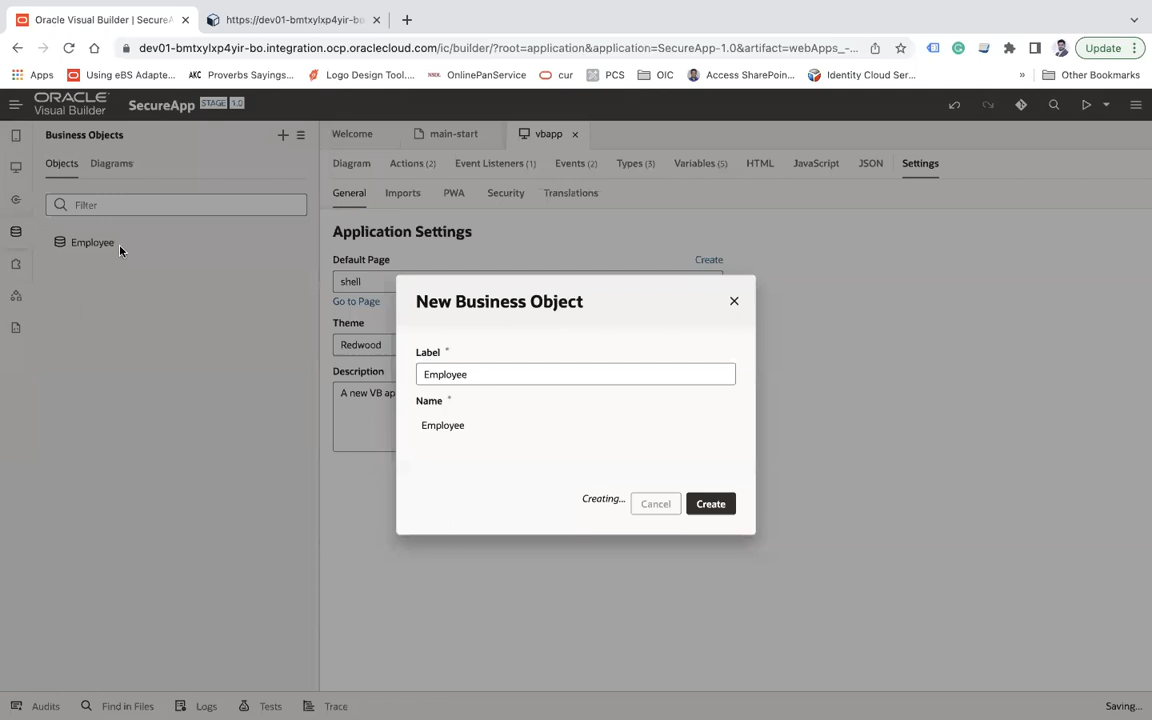 Oracle Visual Builder | SecureA
https://dev01-bmtxylxp4yir-bo
dev01-bmtxylxp4yir-bo.integration.ocp.oraclecloud.com/ic/builder/?root=application&application=SecureApp-1.0&artifact=webApps_-...
Update
Apps
Using eBS Adapte...
AKC Proverbs Sayings...
Logo Design Tool....
OnlinePanService
cur
PCS
OIC
Access SharePoin...
Identity Cloud Ser...
»
Other Bookmarks
ORACLE
Visual Builder
SecureApp STAGE 1.0
Business Objects
Objects Diagrams
Filter
Employee
Welcome main-start vbapp
Diagram Actions (2) Event Listeners (1) Events (2) Types (3) Variables (5) HTML JavaScript JSON Settings
General Imports PWA Security Translations
Application Settings
Default Page Create
shell
Go to Page
Theme
Redwood
Description
A new VB ap
New Business Object
Label *
Employee
Name *
Employee
Creating... Cancel Create
Audits Find in Files Logs Tests Trace Saving...